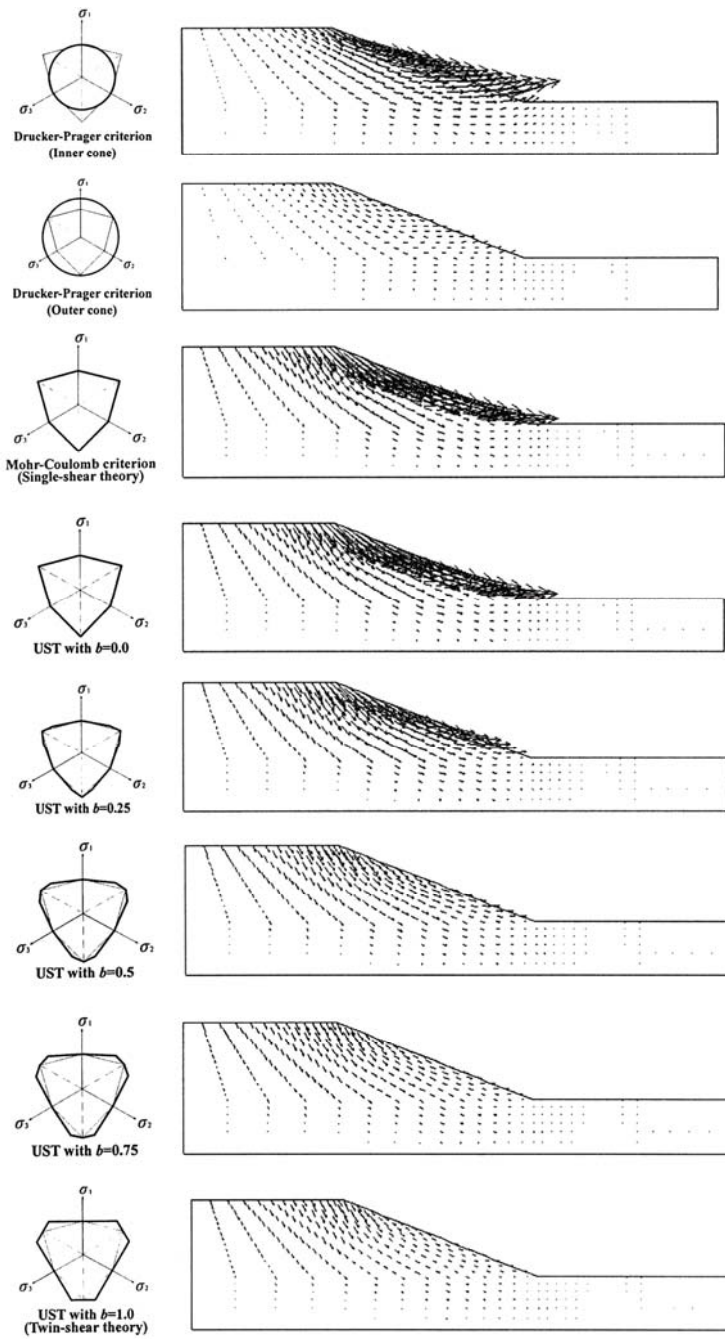 σ1
σ3
σ2
Drucker-Prager criterion
(Inner cone)
σ1
σ3
σ2
Drucker-Prager criterion
(Outer cone)
σ1
σ3
σ2
Mohr-Coulomb criterion
(Single-shear theory)
σ1
σ3
σ2
UST with b=0.0
σ1
σ3
σ2
UST with b=0.25
σ1
σ3
σ2
UST with b=0.5
σ1
σ3
σ2
UST with b=0.75
σ1
σ3
σ2
UST with b=1.0
(Twin-shear theory)